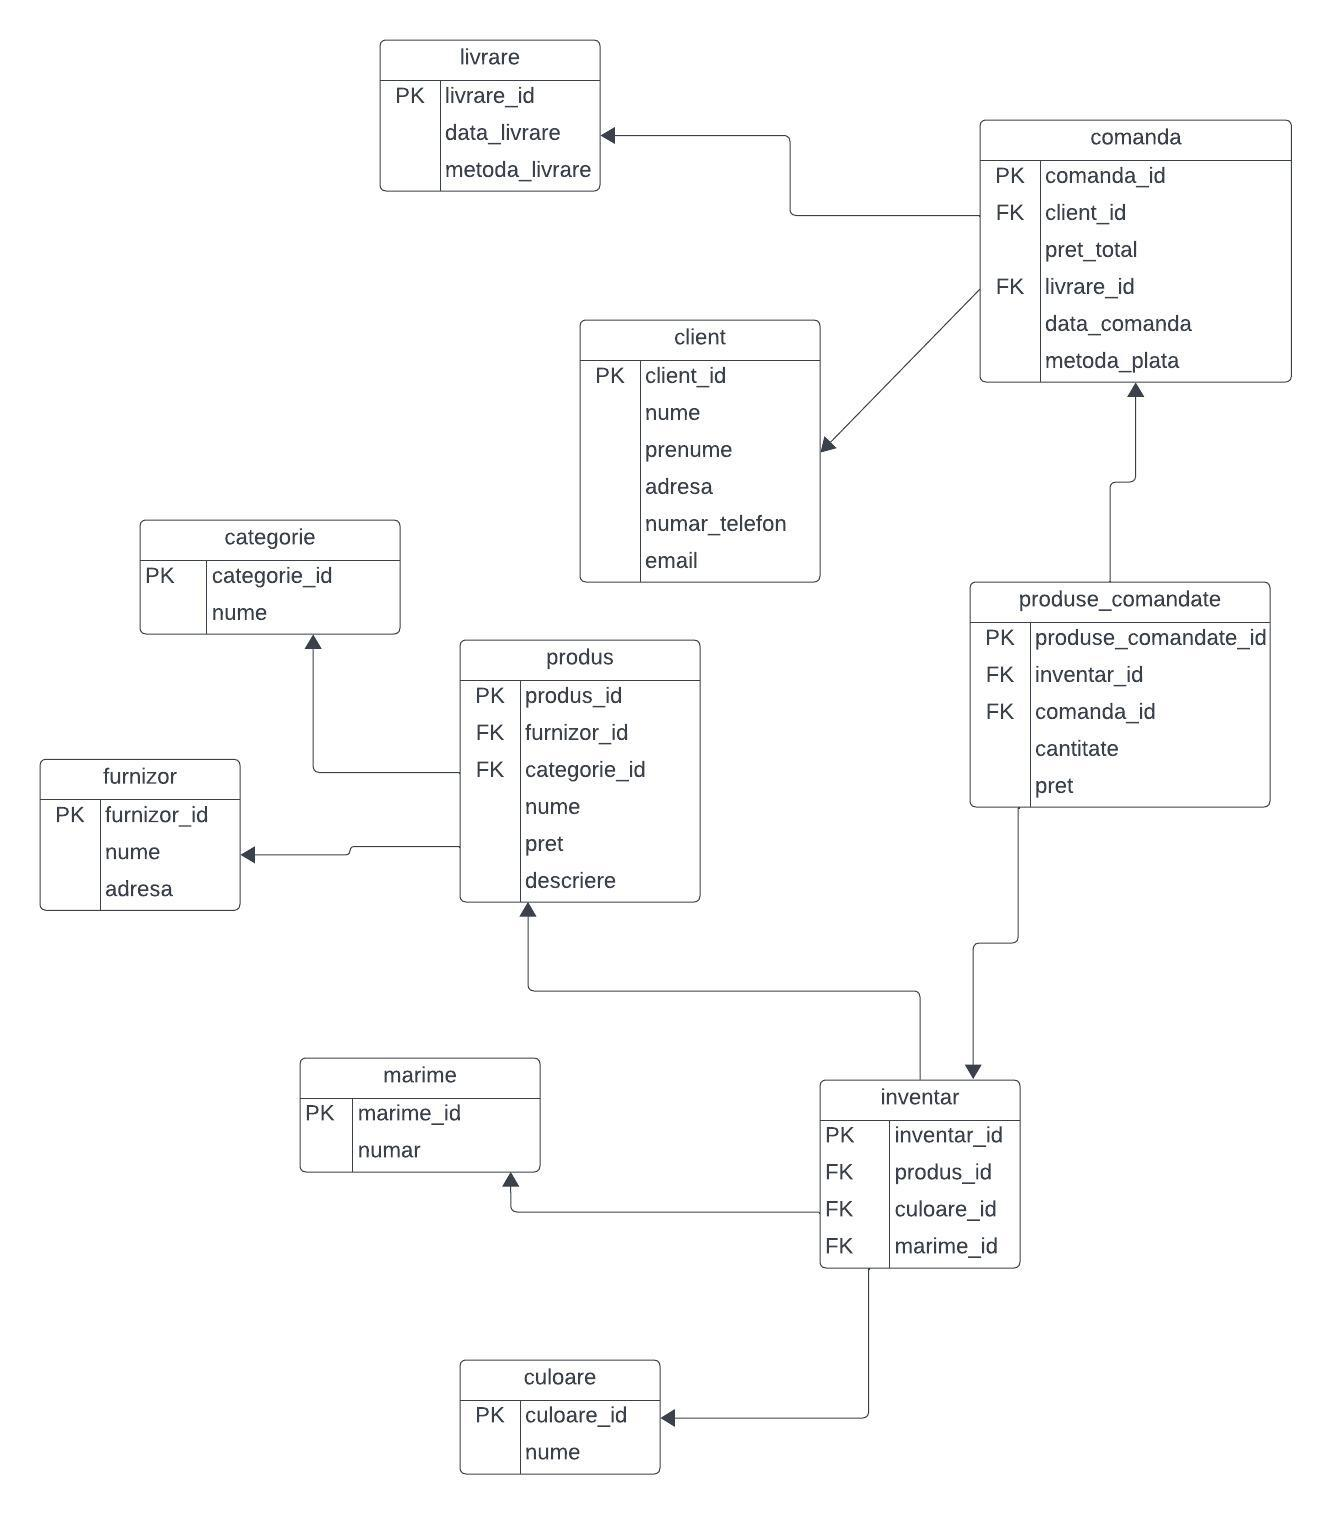 livrare
PK livrare_id
data_livrare
metoda_livrare
comanda
PK comanda_id
FK client_id
pret_total
FK livrare_id
data_comanda
metoda_plata
client
PK client_id
nume
prenume
adresa
numar_telefon
email
categorie
PK categorie_id
nume
produse_comandate
PK produse_comandate_id
FK inventar_id
FK comanda_id
cantitate
pret
produs
PK produs_id
FK furnizor_id
FK categorie_id
nume
pret
descriere
furnizor
PK furnizor_id
nume
adresa
marime
PK marime_id
numar
inventar
PK inventar_id
FK produs_id
FK culoare_id
FK marime_id
culoare
PK culoare_id
nume